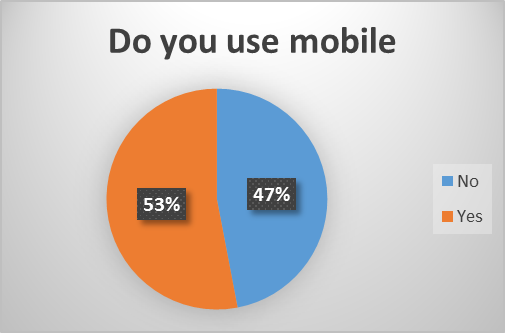 Do you use mobile
53%
47%
No
Yes